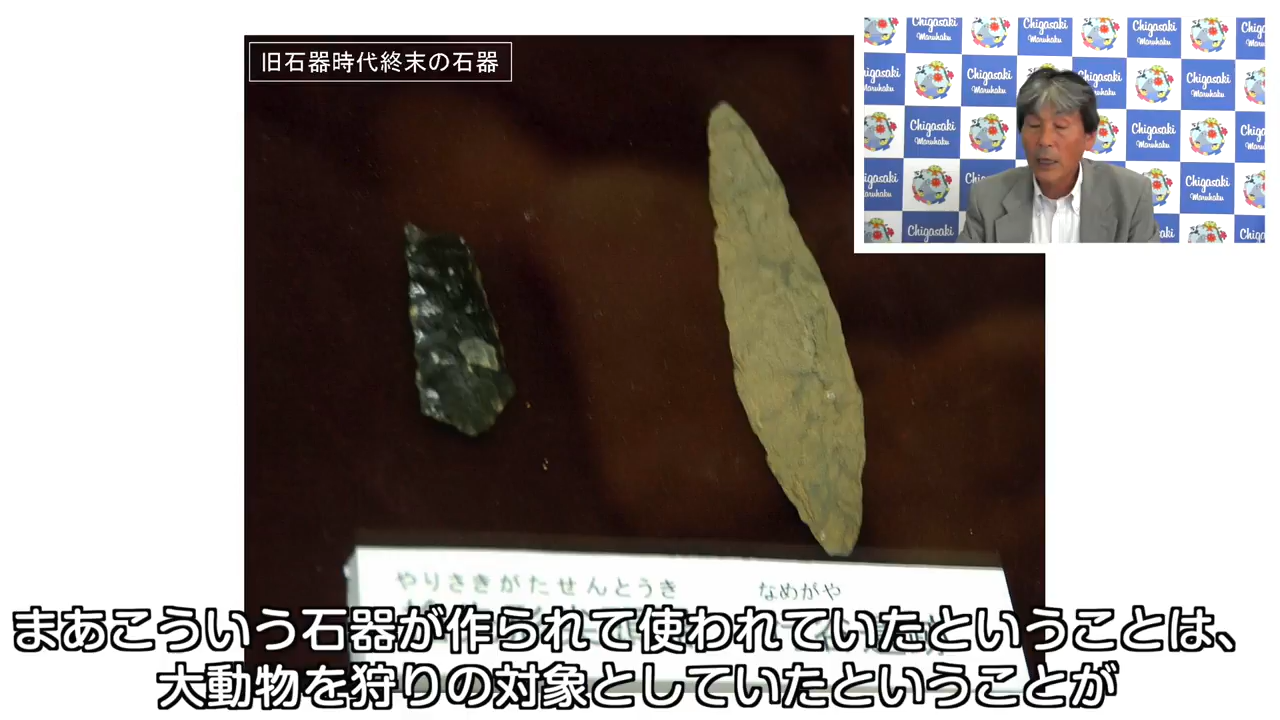 旧石器時代終末の石器
Chigasaki
Maruhaku
やりさきがたせんとうき
なめがや
まあこういう石器が作られて使われていたということは、
大動物を狩りの対象としていたということが